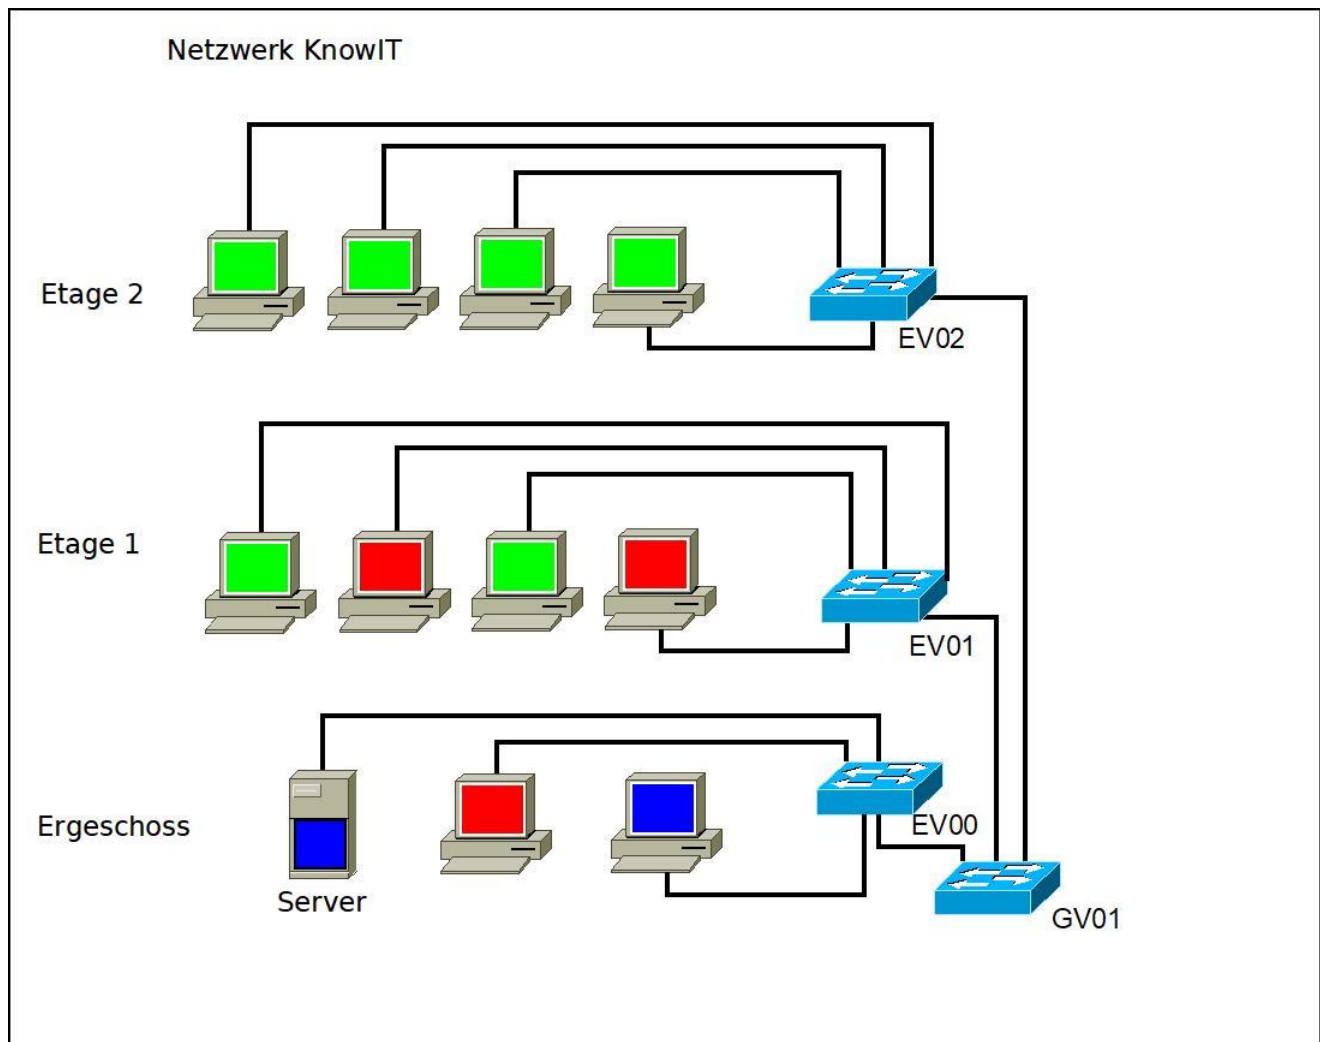 Netzwerk KnowIT
Etage 2
EV02
Etage 1
EV01
Ergeschoss
EV00
Server
GV01